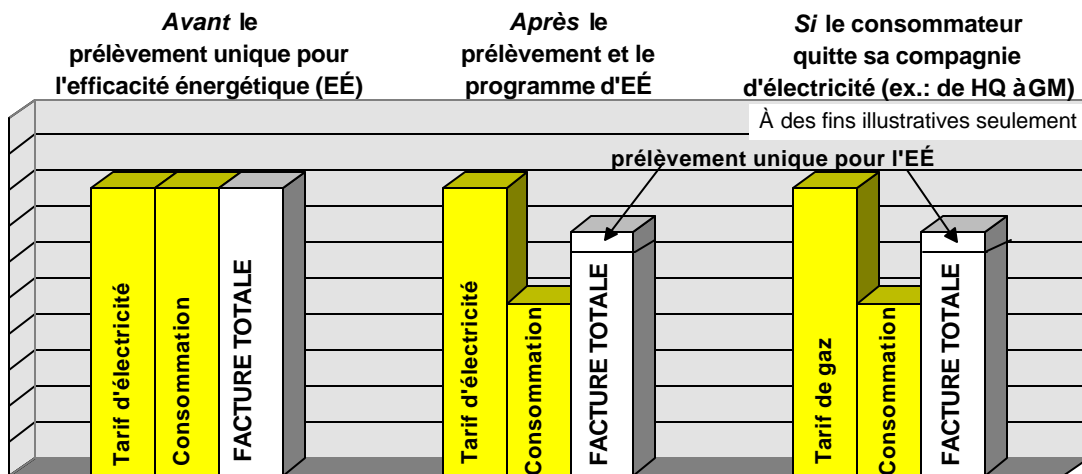 Avant le
prélèvement unique pour
l'efficacité énergétique (EÉ)
Après le
prélèvement et le
programme d'EÉ
Si le consommateur
quitte sa compagnie
d'électricité (ex.: de HQ à GM)
À des fins illustratives seulement
prélèvement unique pour l'EÉ
Tarif d'électricité
Consommation
FACTURE TOTALE
Tarif d'électricité
Consommation
FACTURE TOTALE
Tarif de gaz
Consommation
FACTURE TOTALE